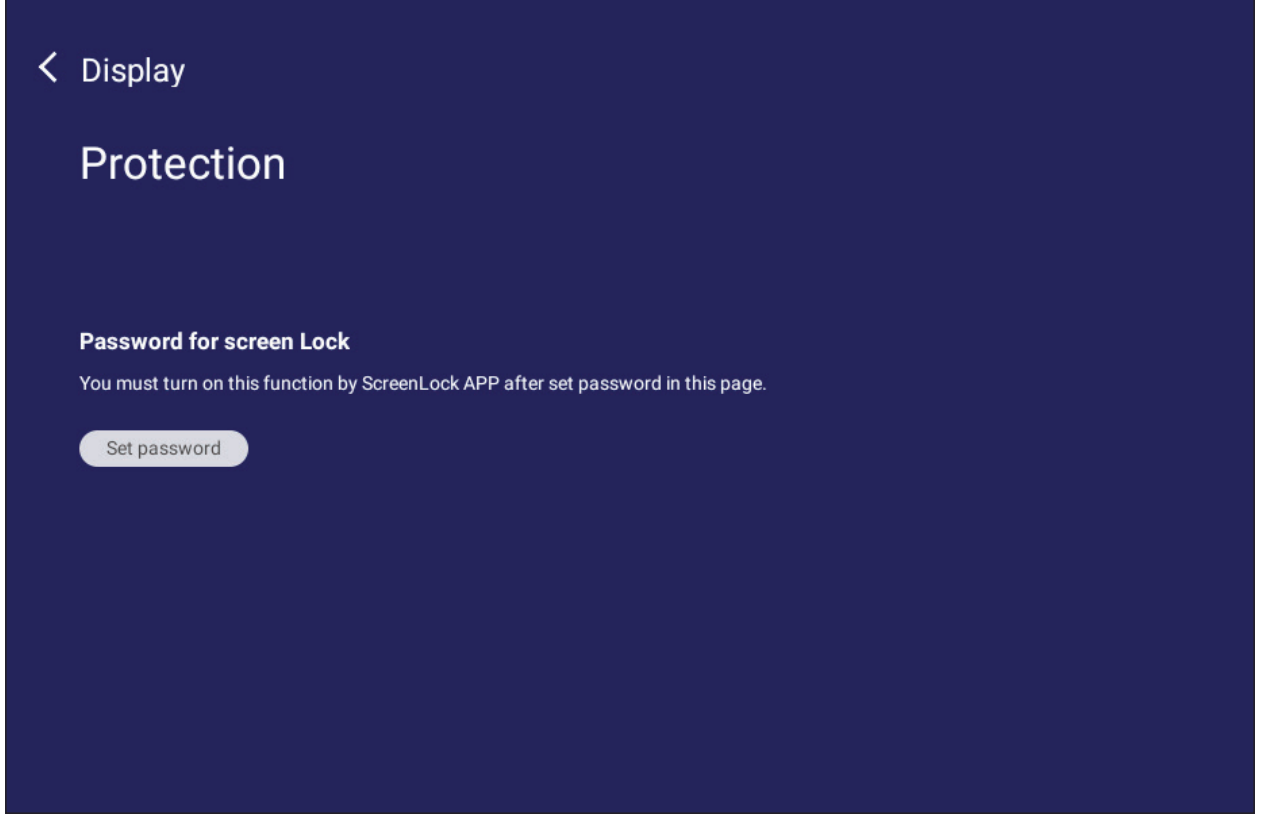 Display
Protection
Password for screen Lock
You must turn on this function by ScreenLock APP after set password in this page.
Set password